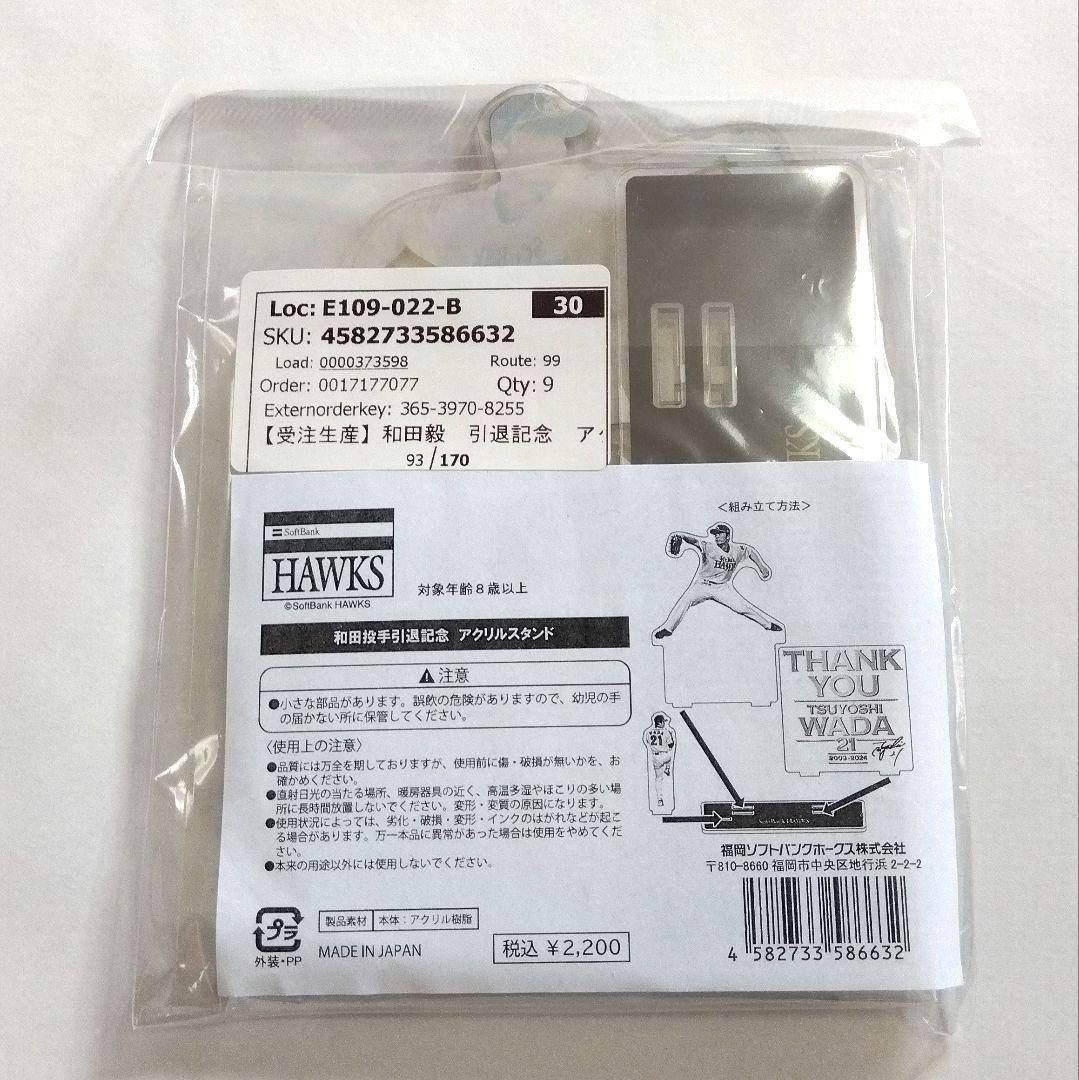 Loc: E109-022-B
30
SKU: 4582733586632
Load: 0000373598
Route: 99
Order: 0017177077
Qty: 9
Externorderkey: 365-3970-8255
【受注生産】和田毅 引退記念 アク
93 / 170
KS
SoftBank
HAWKS
©SoftBank HAWKS
対象年齢8歳以上
和田投手引退記念 アクリルスタンド
注意
●小さな部品があります。誤飲の危険がありますので、幼児の手
の届かない所に保管してください。
〈使用上の注意〉
●品質には万全を期しておりますが、使用前に傷・破損が無いかを、お
確かめください。
●直射日光の当たる場所、暖房器具の近く、高温多湿やほこりの多い場
所に長時間放置しないでください。変形・変質の原因になります。
●使用状況によっては、劣化・破損・変形・インクのはがれなどが起こ
る場合があります。万一本品に異常があった場合は使用をやめてくだ
さい。
●本来の用途以外には使用しないでください。
プラ
外装・PP
製品素材 本体：アクリル樹脂
MADE IN JAPAN
税込 ¥2,200
＜組み立て方法＞
HAWKS
THANK
YOU
TSUYOSHI
WADA
21
2003-2024
WADA
21
福岡ソフトバンクホークス株式会社
〒810-8660 福岡市中央区地行浜 2-2-2
4 582733 586632